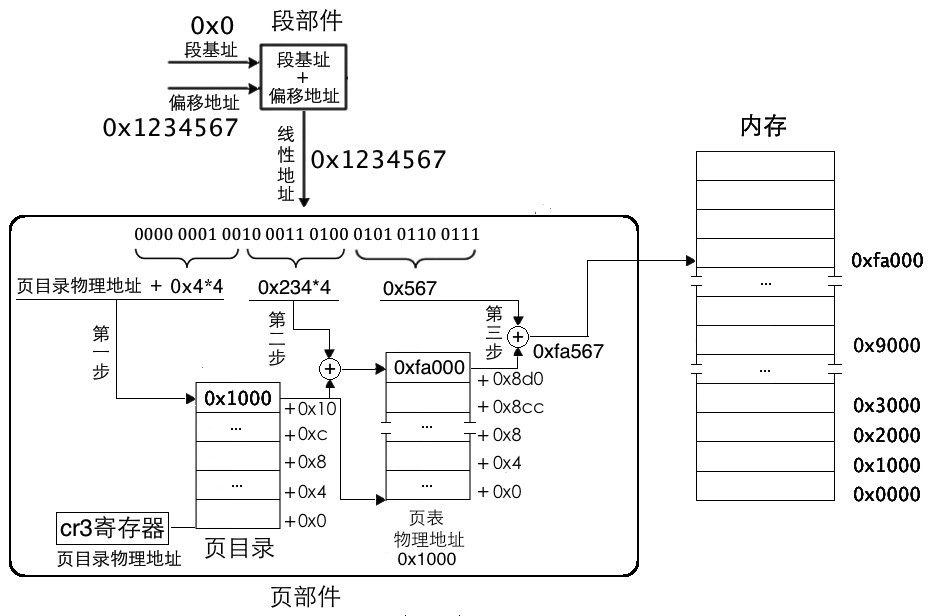 段部件
0x0
段基址
段基址
+
偏移地址
偏移地址
0x1234567
线性地址
0x1234567
内存
0000 0001 0010 0011 0100 0101 0110 0111
页目录物理地址 + 0x4*4
0x234*4
0x567
第一步
第二步
第三步
+
+
0xfa567
0x1000
...
...
+0x10
+0xc
+0x8
+0x4
+0x0
0xfa000
...
...
+0x8d0
+0x8cc
+0x8
+0x4
+0x0
cr3寄存器
页目录物理地址
页目录
页表
物理地址
0x1000
页部件
...
...
0xfa000
0x9000
0x3000
0x2000
0x1000
0x0000